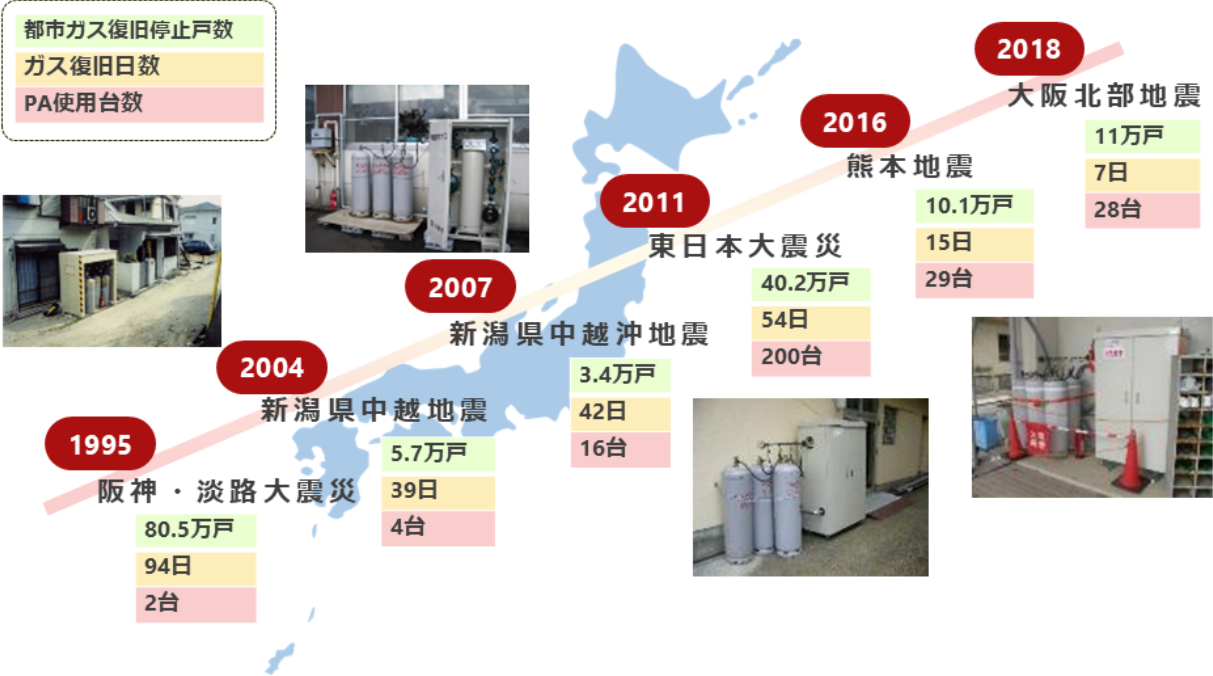 都市ガス復旧停止戸数
ガス復旧日数
PA使用台数
1995
阪神・淡路大震災
80.5万戸
94日
2台
2004
新潟県中越地震
5.7万戸
39日
4台
2007
新潟県中越沖地震
3.4万戸
42日
16台
2011
東日本大震災
40.2万戸
54日
200台
2016
熊本地震
10.1万戸
15日
29台
2018
大阪北部地震
11万戸
7日
28台